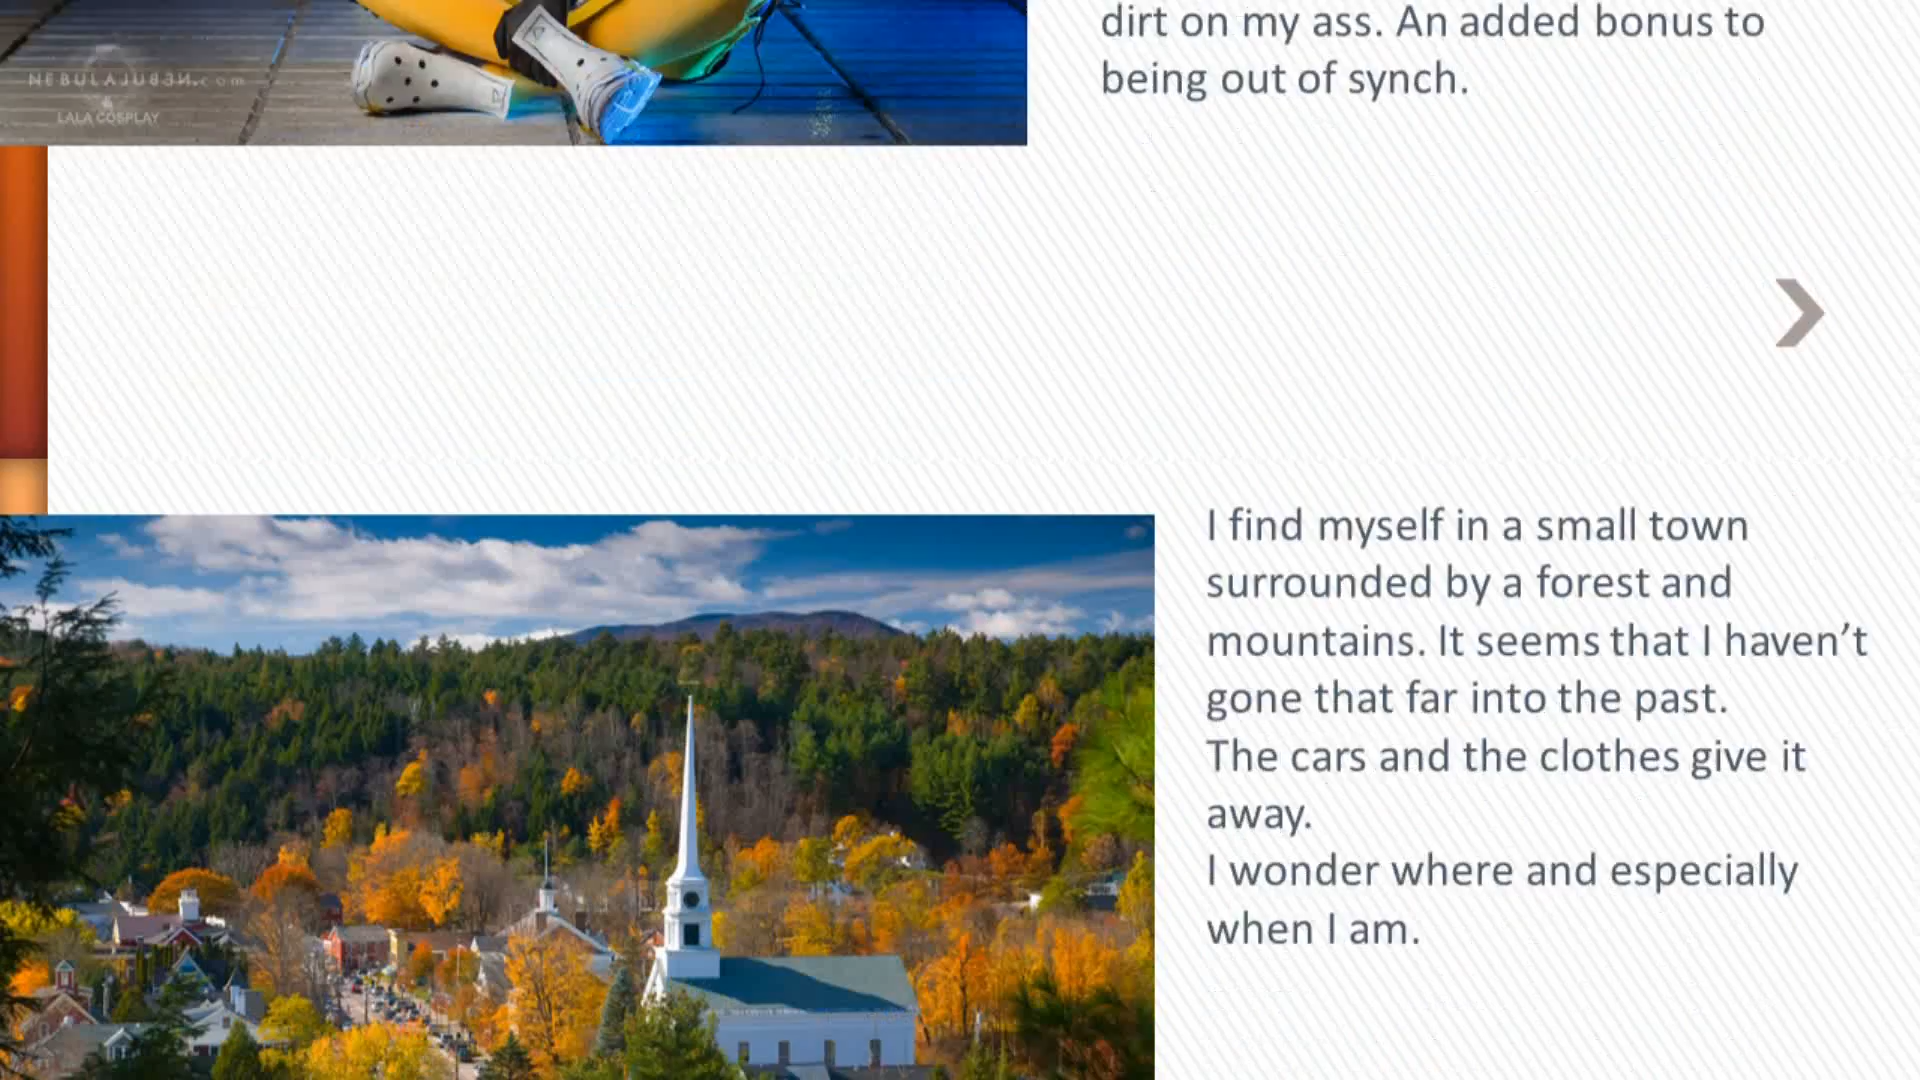 dirt on my ass. An added bonus to
being out of synch.
NEBULAJUBEN.com
&
LALA COSPLAY
I find myself in a small town
surrounded by a forest and
mountains. It seems that I haven’t
gone that far into the past.
The cars and the clothes give it
away.
I wonder where and especially
when I am.